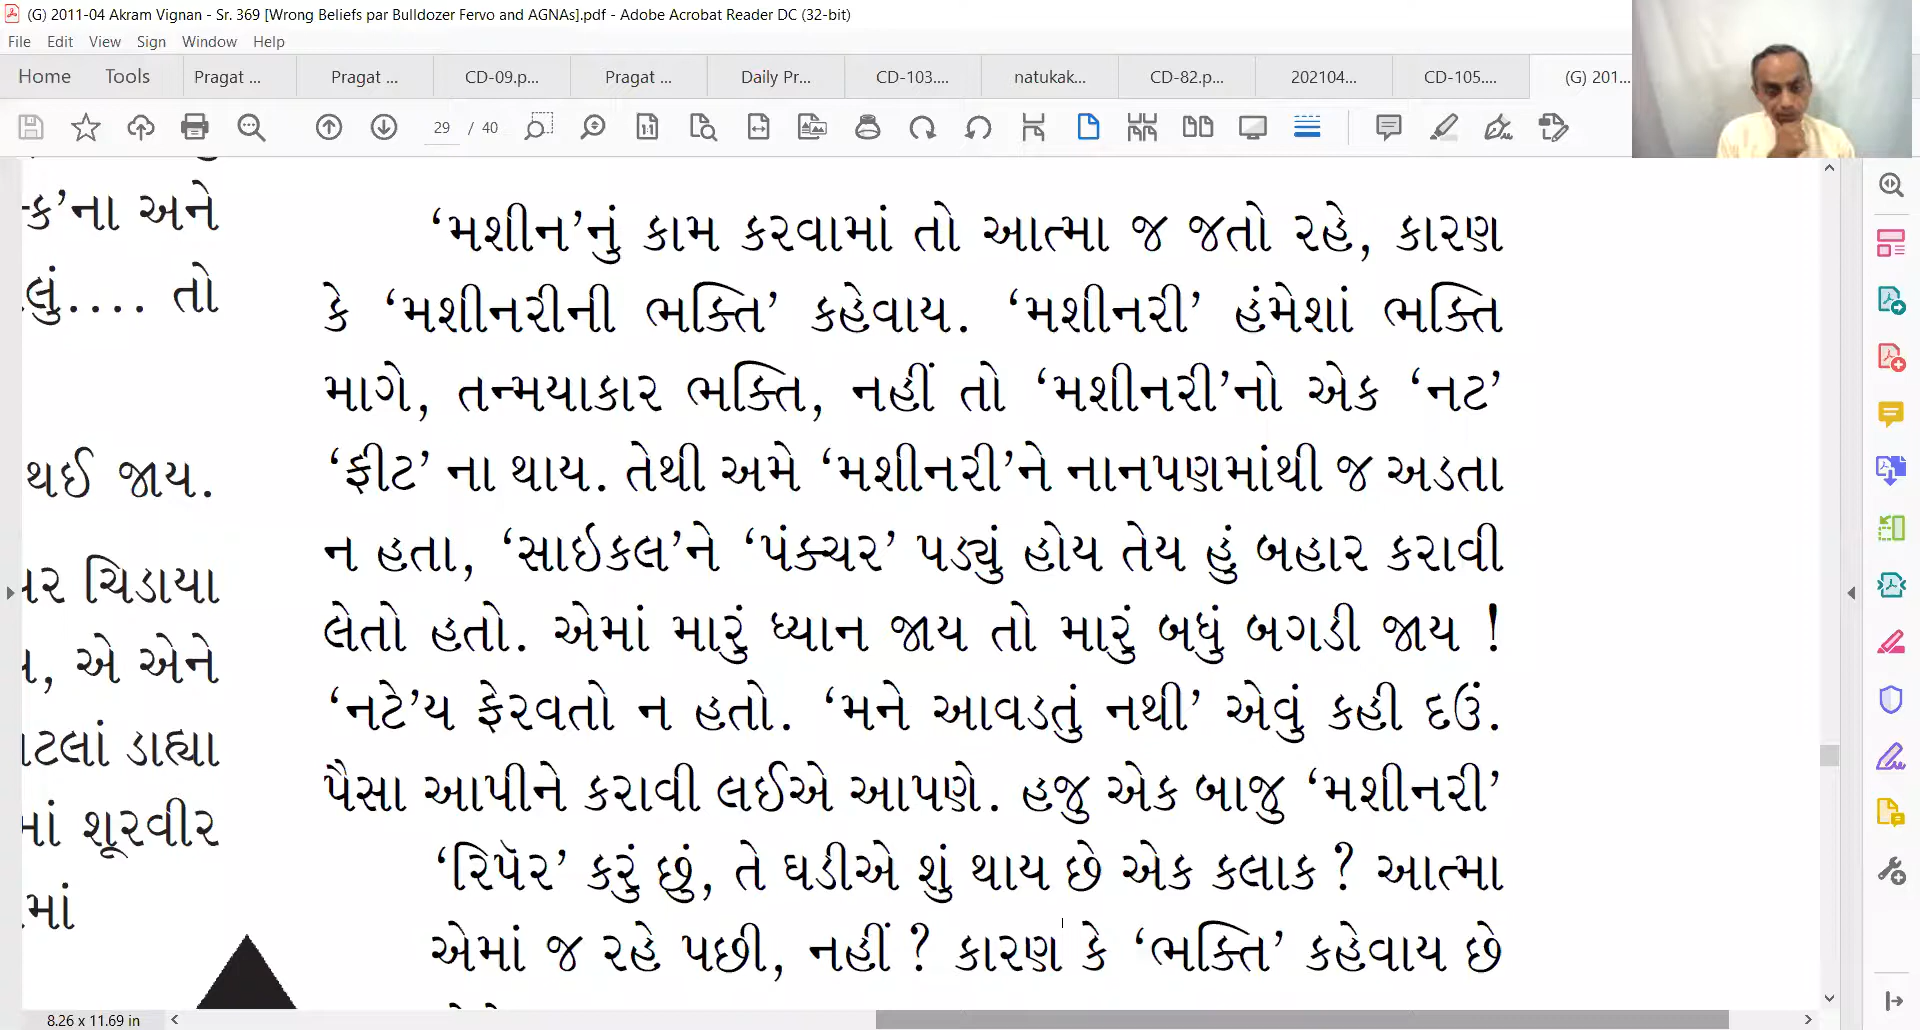 (G) 2011-04 Akram Vignan - Sr. 369 [Wrong Beliefs par Bulldozer Fervo and AGNAs].pdf - Adobe Acrobat Reader DC (32-bit)
File Edit View Sign Window Help
Home Tools Pragat ... Pragat ... CD-09.p... Pragat ... Daily Pr... CD-103.... natukak... CD-82.p... 202104... CD-105.... (G) 201...
29 / 40
ક’ના અને
લું.... તો
થઈ જાય.
ચિડાયા
એ એને
ડાહ્યા
શૂરવીર
‘મશીન’નું કામ કરવામાં તો આત્મા જ જતો રહે, કારણ
કે ‘મશીનરીની ભક્તિ’ કહેવાય. ‘મશીનરી’ હંમેશાં ભક્તિ
માગે, તન્મયાકાર ભક્તિ, નહીં તો ‘મશીનરી’નો એક ‘નટ’
‘ફીટ’ ના થાય. તેથી અમે ‘મશીનરી’ને નાનપણમાંથી જ અડતા
ન હતા, ‘સાઇકલ’ને ‘પંક્ચર’ પડ્યું હોય તેય હું બહાર કરાવી
લેતો હતો. એમાં મારું ધ્યાન જાય તો મારું બધું બગડી જાય !
‘નટે’ય ફેરવતો ન હતો. ‘મને આવડતું નથી’ એવું કહી દઉં.
પૈસા આપીને કરાવી લઈએ આપણે. હજુ એક બાજુ ‘મશીનરી’
‘રિપૅર’ કરું છું, તે ઘડીએ શું થાય છે એક કલાક ? આત્મા
એમાં જ રહે પછી, નહીં ? કારણ કે ‘ભક્તિ’ કહેવાય છે
8.26 x 11.69 in